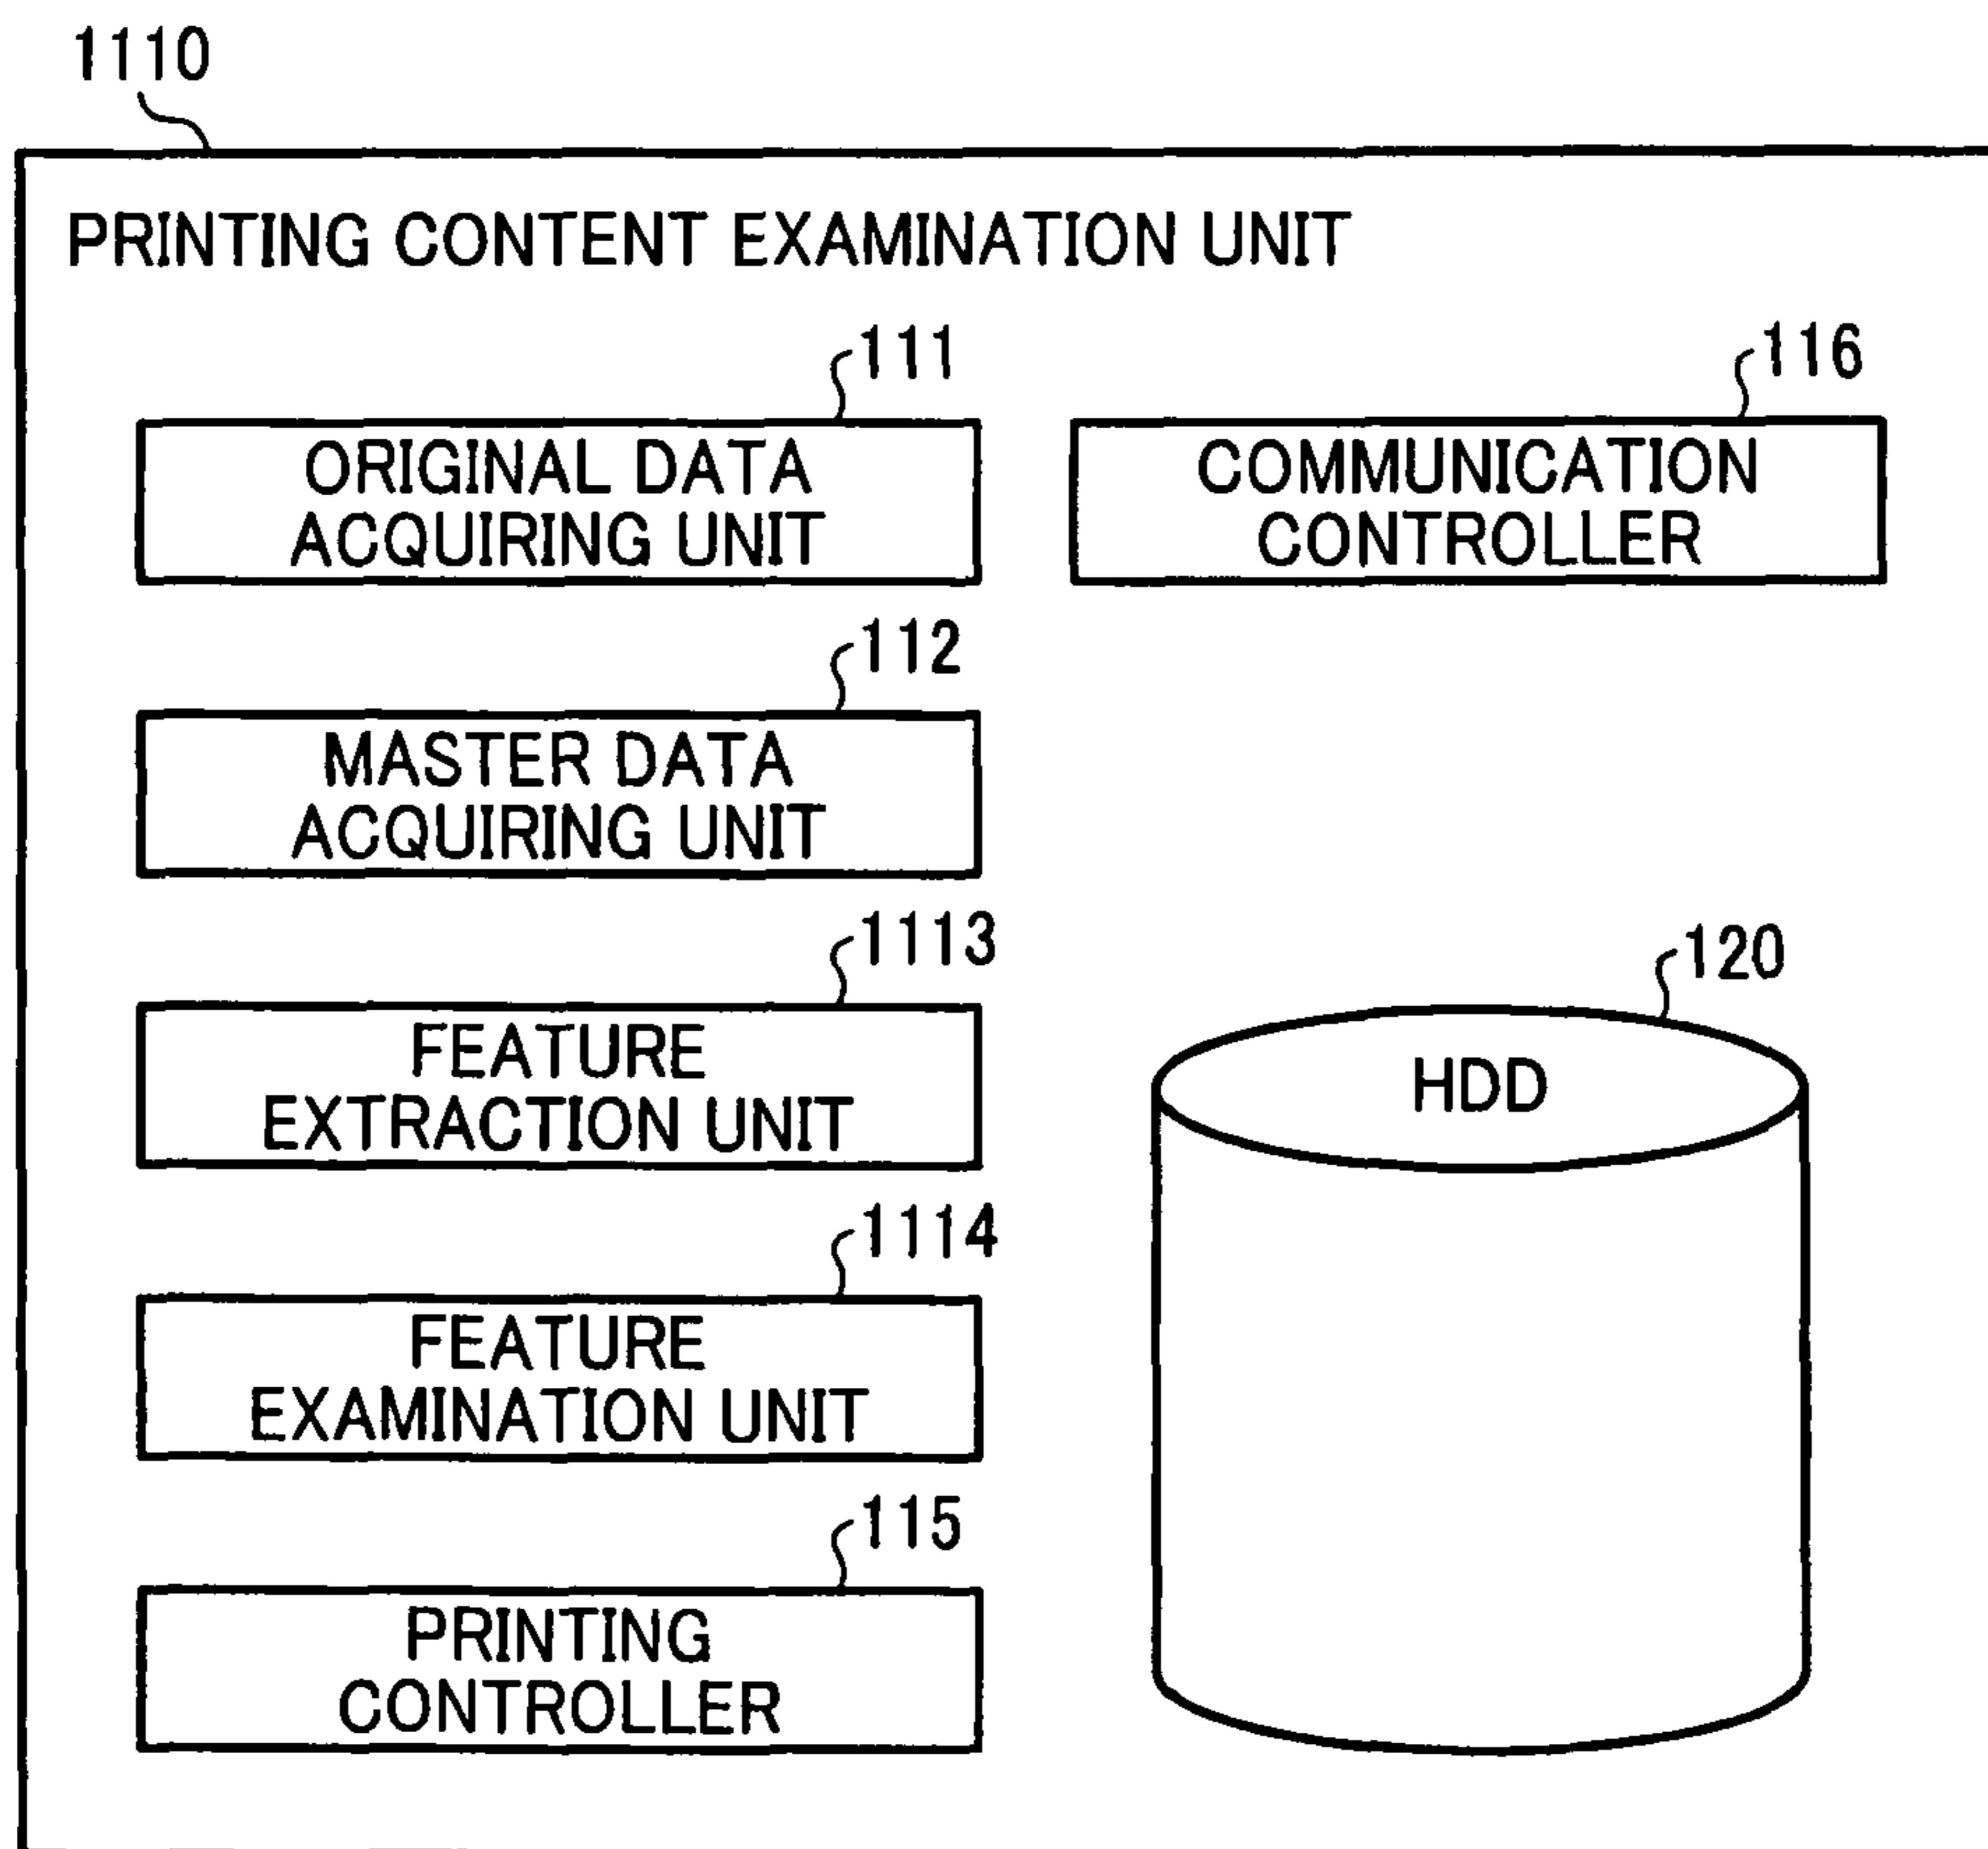 1110
PRINTING CONTENT EXAMINATION UNIT
111
ORIGINAL DATA
ACQUIRING UNIT
116
COMMUNICATION
CONTROLLER
112
MASTER DATA
ACQUIRING UNIT
1113
FEATURE
EXTRACTION UNIT
120
HDD
1114
FEATURE
EXAMINATION UNIT
115
PRINTING
CONTROLLER